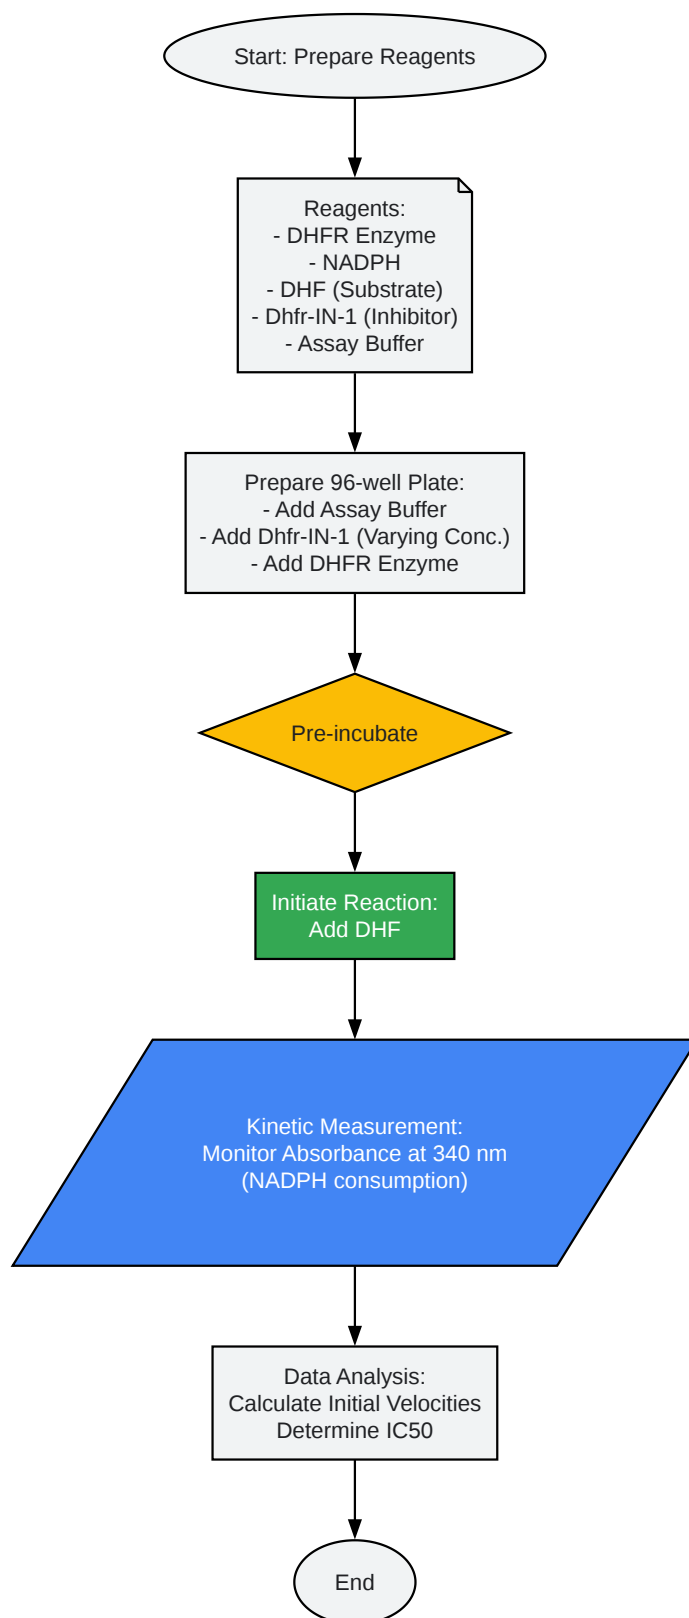 Start: Prepare Reagents
Reagents:
- DHFR Enzyme
- NADPH
- DHF (Substrate)
- Dhfr-IN-1 (Inhibitor)
- Assay Buffer
Prepare 96-well Plate:
- Add Assay Buffer
- Add Dhfr-IN-1 (Varying Conc.)
- Add DHFR Enzyme
Pre-incubate
Initiate Reaction:
Add DHF
Kinetic Measurement:
Monitor Absorbance at 340 nm
(NADPH consumption)
Data Analysis:
Calculate Initial Velocities
Determine IC50
End